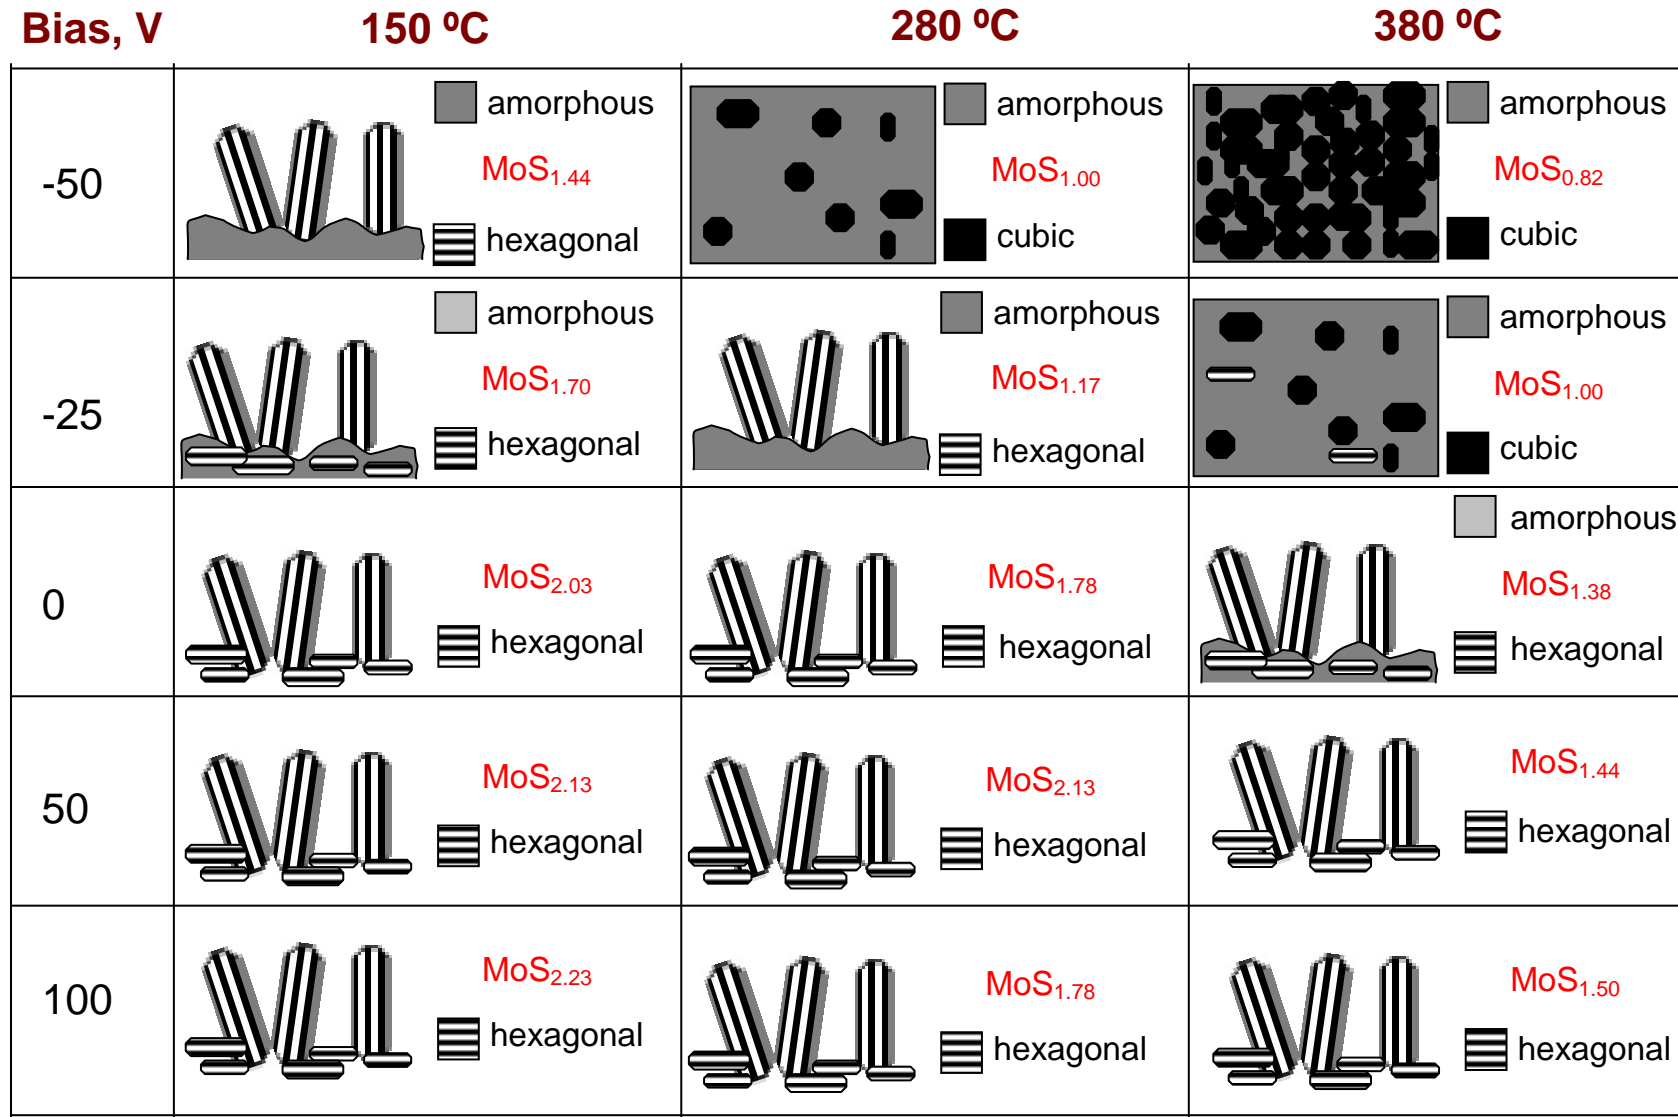 Bias, V 150 ºC 280 ºC 380 ºC
-50
amorphous
MoS1.44
hexagonal
amorphous
MoS1.00
cubic
amorphous
MoS0.82
cubic
-25
amorphous
MoS1.70
hexagonal
amorphous
MoS1.17
hexagonal
amorphous
MoS1.00
cubic
0
MoS2.03
hexagonal
MoS1.78
hexagonal
amorphous
MoS1.38
hexagonal
50
MoS2.13
hexagonal
MoS2.13
hexagonal
MoS1.44
hexagonal
100
MoS2.23
hexagonal
MoS1.78
hexagonal
MoS1.50
hexagonal